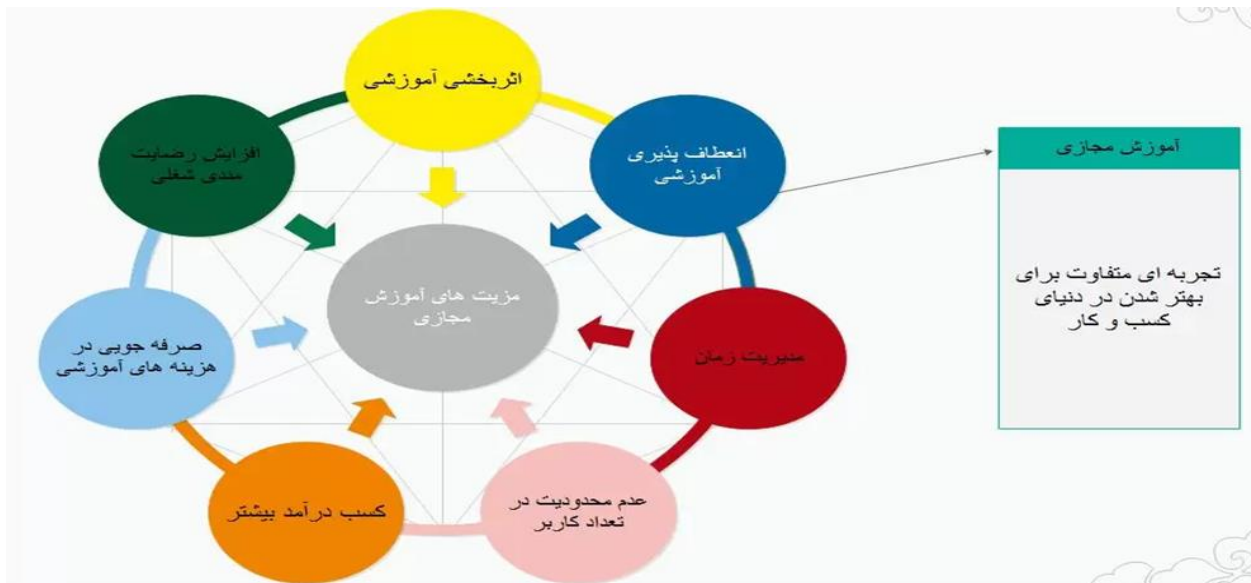 اثربخشی آموزشی
انعطاف پذیری
آموزشی
مدیریت زمان
عدم محدودیت در
تعداد کاربر
کسب درآمد بیشتر
صرفه جویی در
هزینه های آموزشی
افزایش رضایت
مندی شغلی
مزیت های آموزش
مجازی
آموزش مجازی
تجربه ای متفاوت برای
بهتر شدن در دنیای
کسب و کار